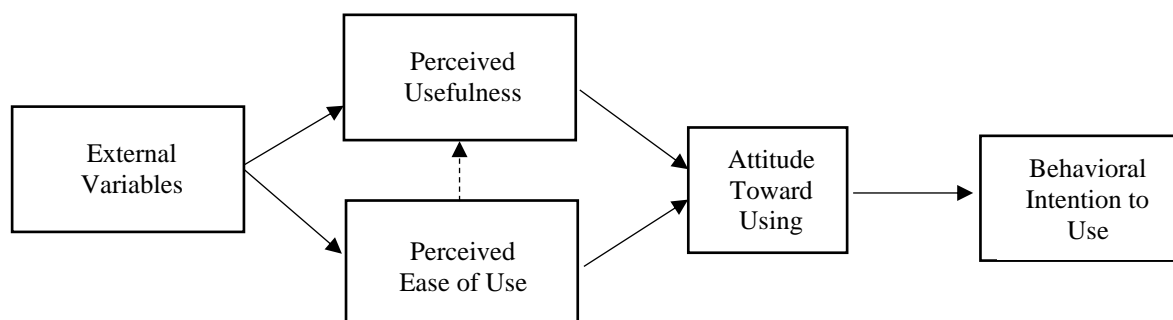 External
Variables
Perceived
Usefulness
Perceived
Ease of Use
Attitude
Toward
Using
Behavioral
Intention to
Use